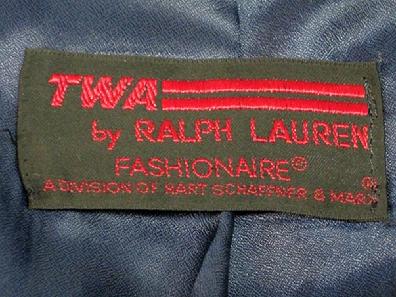 TWA
by RALPH LAUREN
FASHIONAIRE®
A DIVISION OF HART SCHAFFNER & MARX®